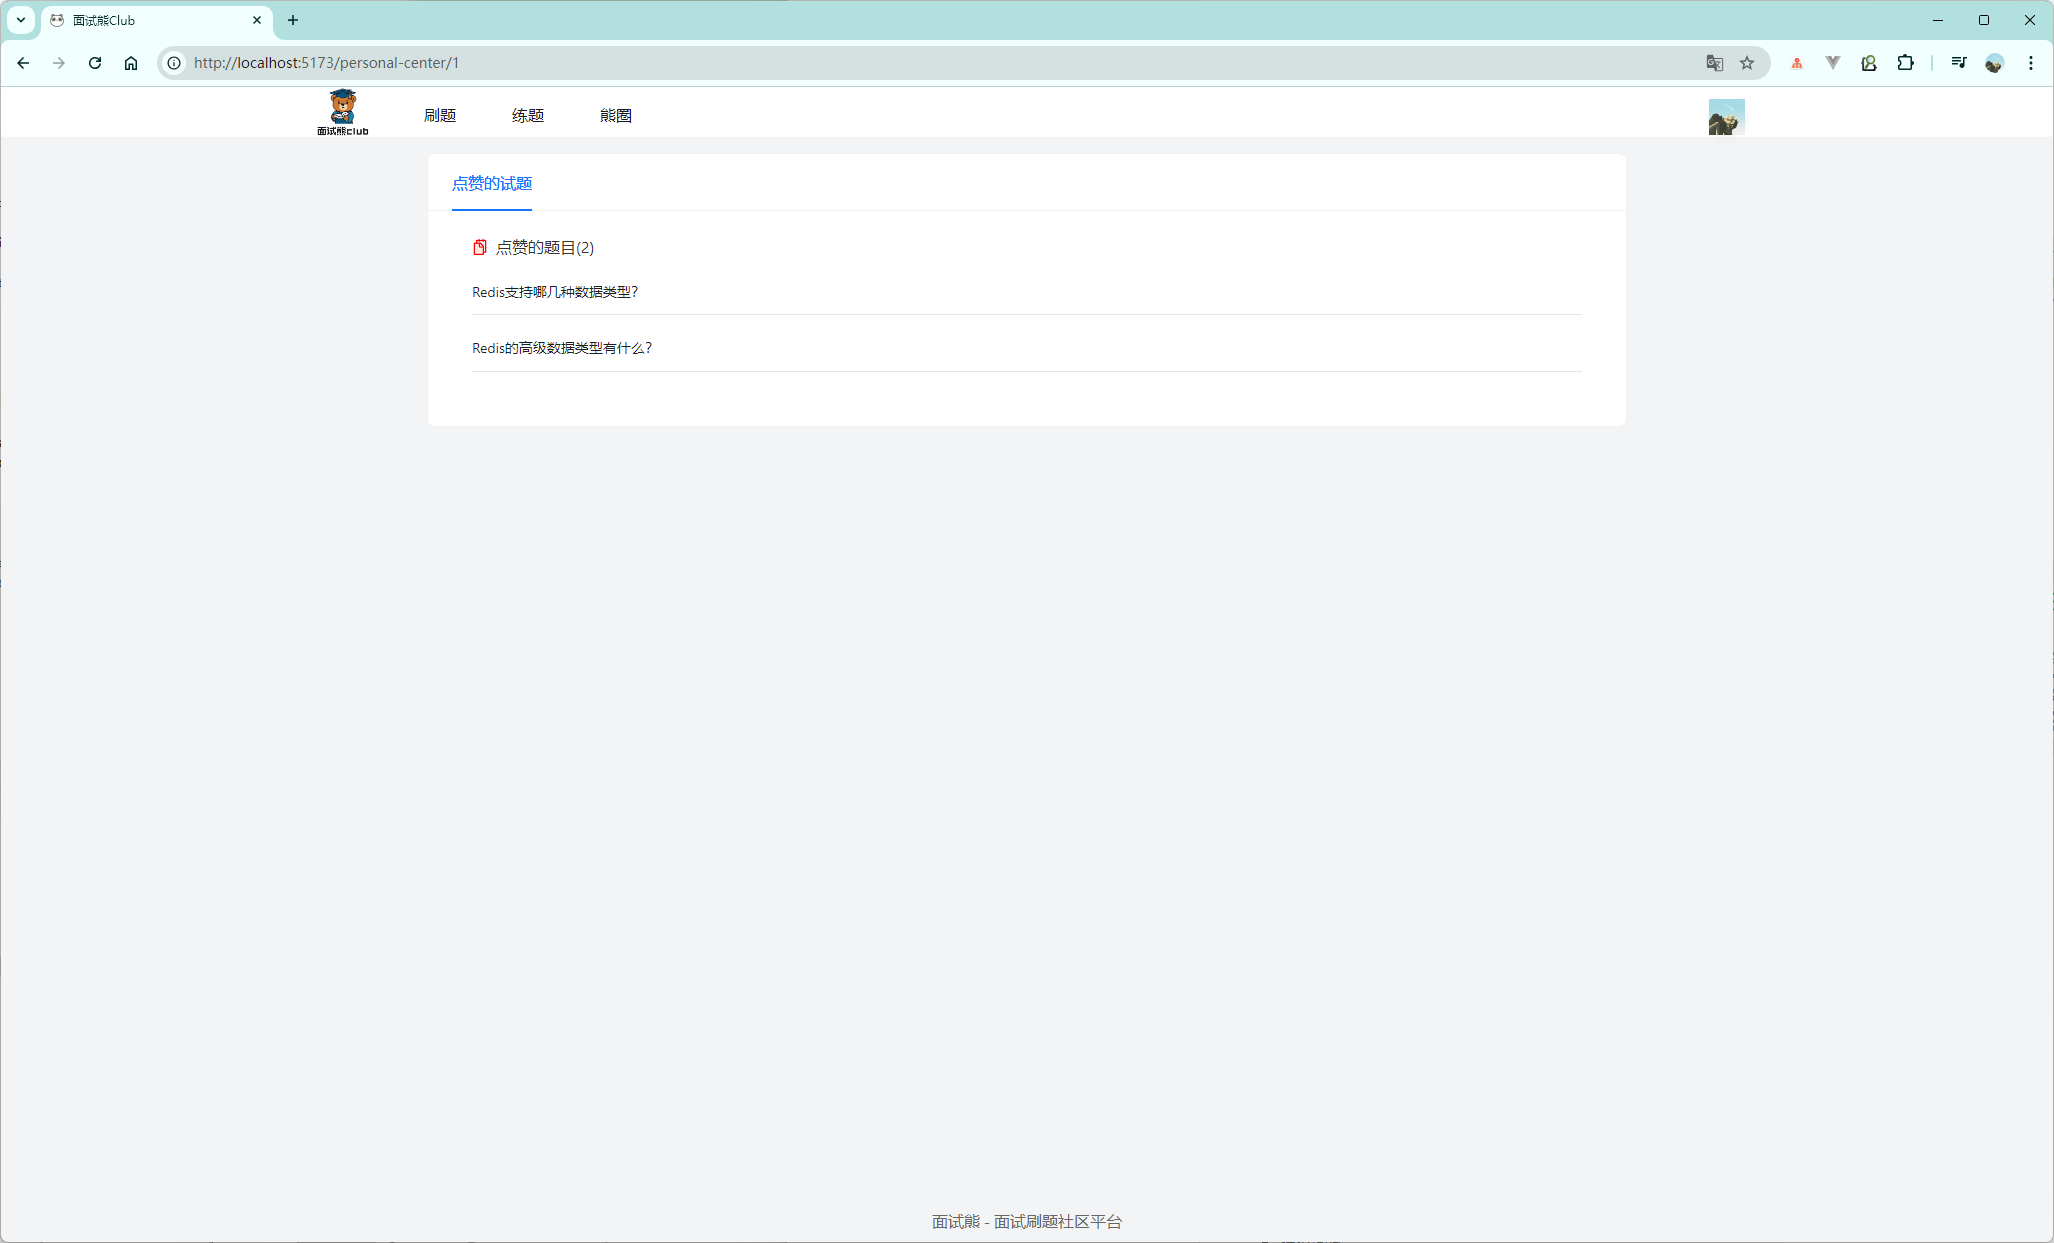 面试熊Club
http://localhost:5173/personal-center/1
面试熊club
刷题 练题 熊圈
点赞的试题
点赞的题目(2)
Redis支持哪几种数据类型?
Redis的高级数据类型有什么?
面试熊 - 面试刷题社区平台